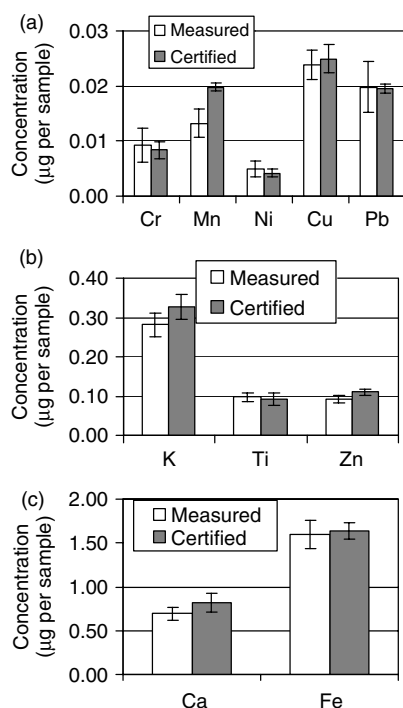 (a)
Concentration
(µg per sample)
0.03
0.02
0.01
0.00
Measured
Certified
Cr Mn Ni Cu Pb
(b)
Concentration
(µg per sample)
0.40
0.30
0.20
0.10
0.00
Measured
Certified
K Ti Zn
(c)
Concentration
(µg per sample)
2.00
1.50
1.00
0.50
0.00
Measured
Certified
Ca Fe